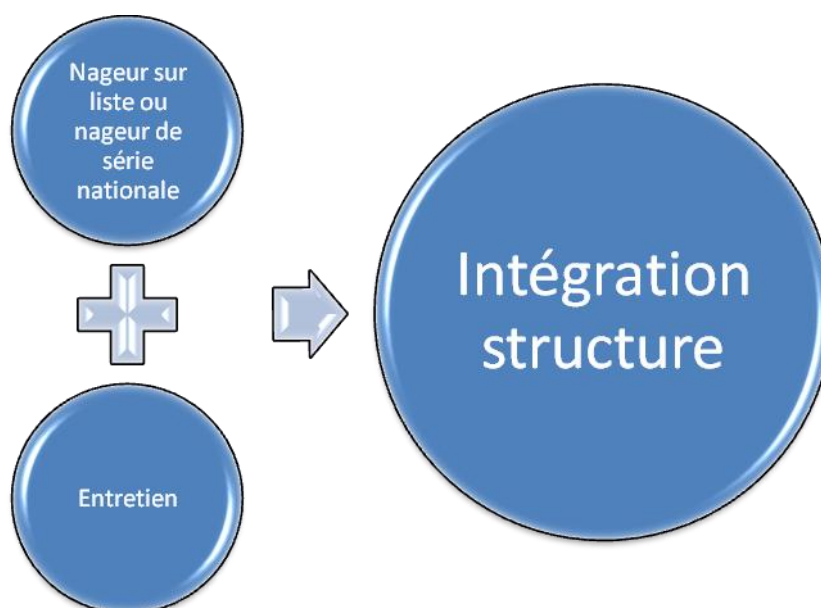 Nageur sur
liste ou
nageur de
série
nationale
Entretien
Intégration
structure